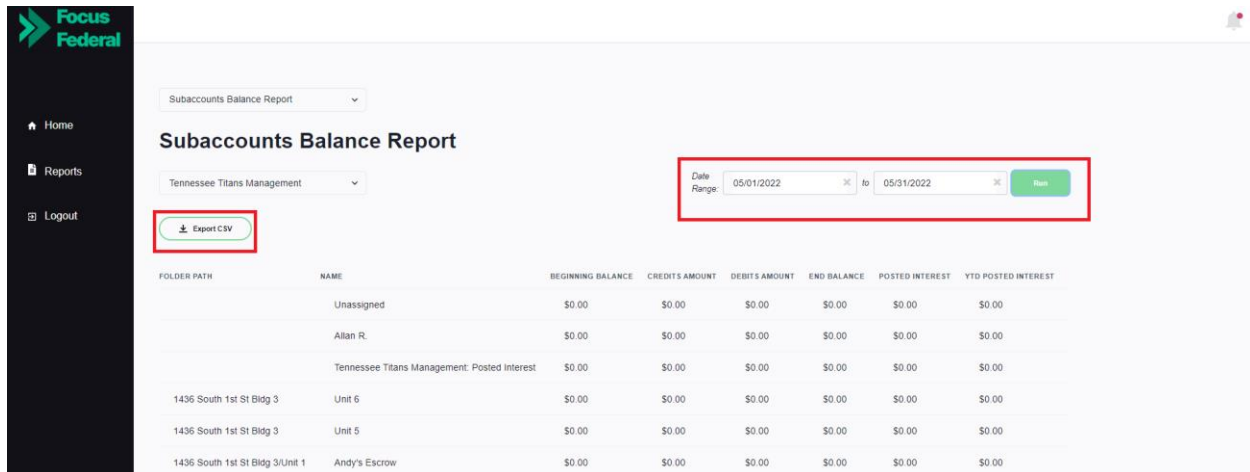 Focus
Federal
Subaccounts Balance Report
Home
Subaccounts Balance Report
Reports
Tennessee Titans Management
Date Range: 05/01/2022 to 05/31/2022 Run
Logout
Export CSV
FOLDER PATH NAME BEGINNING BALANCE CREDITS AMOUNT DEBITS AMOUNT END BALANCE POSTED INTEREST YTD POSTED INTEREST
Unassigned $0.00 $0.00 $0.00 $0.00 $0.00 $0.00
Allan R. $0.00 $0.00 $0.00 $0.00 $0.00 $0.00
Tennessee Titans Management: Posted Interest $0.00 $0.00 $0.00 $0.00 $0.00 $0.00
1436 South 1st St Bldg 3 Unit 6 $0.00 $0.00 $0.00 $0.00 $0.00 $0.00
1436 South 1st St Bldg 3 Unit 5 $0.00 $0.00 $0.00 $0.00 $0.00 $0.00
1436 South 1st St Bldg 3/Unit 1 Andy's Escrow $0.00 $0.00 $0.00 $0.00 $0.00 $0.00